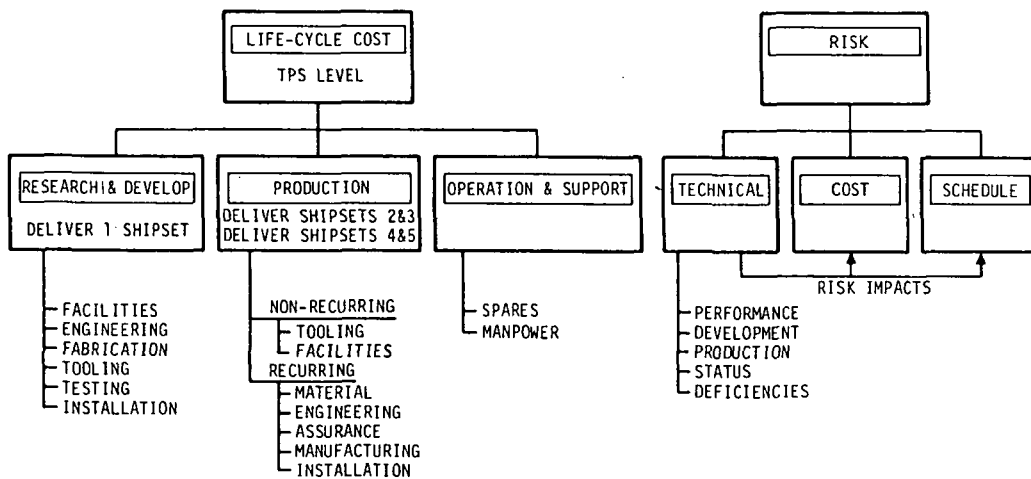 LIFE-CYCLE COST
TPS LEVEL
RISK
RESEARCH & DEVELOP
DELIVER 1 SHIPSET
PRODUCTION
DELIVER SHIPSETS 2&3
DELIVER SHIPSETS 4&5
OPERATION & SUPPORT
TECHNICAL
COST
SCHEDULE
RISK IMPACTS
FACILITIES
ENGINEERING
FABRICATION
TOOLING
TESTING
INSTALLATION
NON-RECURRING
TOOLING
FACILITIES
RECURRING
MATERIAL
ENGINEERING
ASSURANCE
MANUFACTURING
INSTALLATION
SPARES
MANPOWER
PERFORMANCE
DEVELOPMENT
PRODUCTION
STATUS
DEFICIENCIES